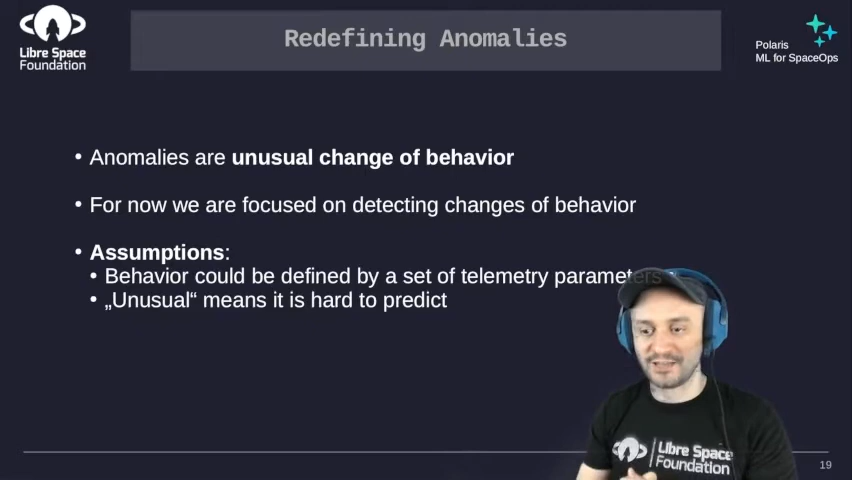 Libre Space
Foundation
Redefining Anomalies
Polaris
ML for SpaceOps
• Anomalies are unusual change of behavior
• For now we are focused on detecting changes of behavior
• Assumptions:
• Behavior could be defined by a set of telemetry parameters
• „Unusual“ means it is hard to predict
Libre Space
Foundation
19